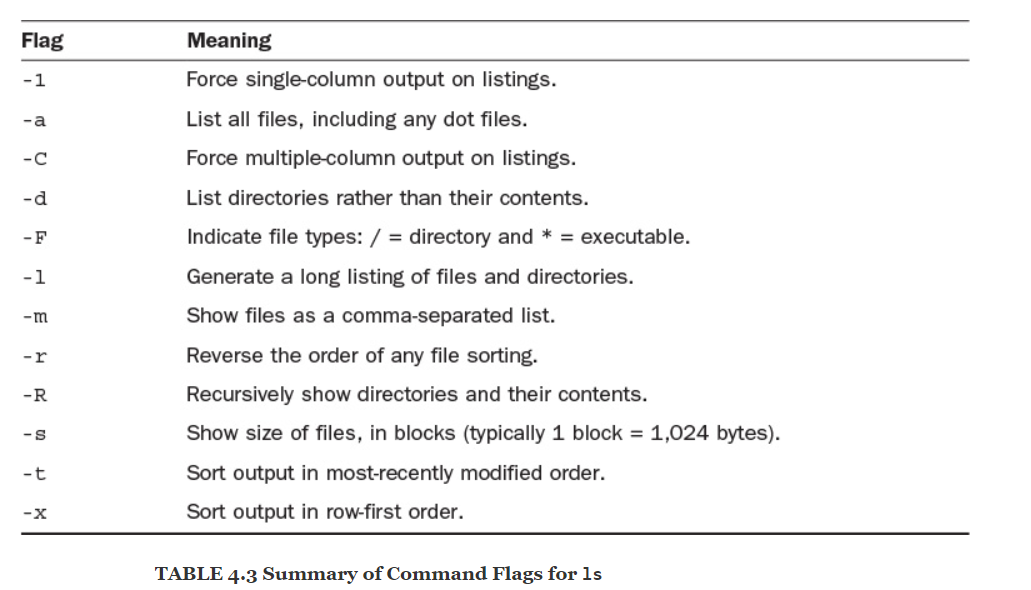 Flag Meaning
-1 Force single-column output on listings.
-a List all files, including any dot files.
-C Force multiple-column output on listings.
-d List directories rather than their contents.
-F Indicate file types: / = directory and * = executable.
-l Generate a long listing of files and directories.
-m Show files as a comma-separated list.
-r Reverse the order of any file sorting.
-R Recursively show directories and their contents.
-s Show size of files, in blocks (typically 1 block = 1,024 bytes).
-t Sort output in most-recently modified order.
-x Sort output in row-first order.
TABLE 4.3 Summary of Command Flags for ls